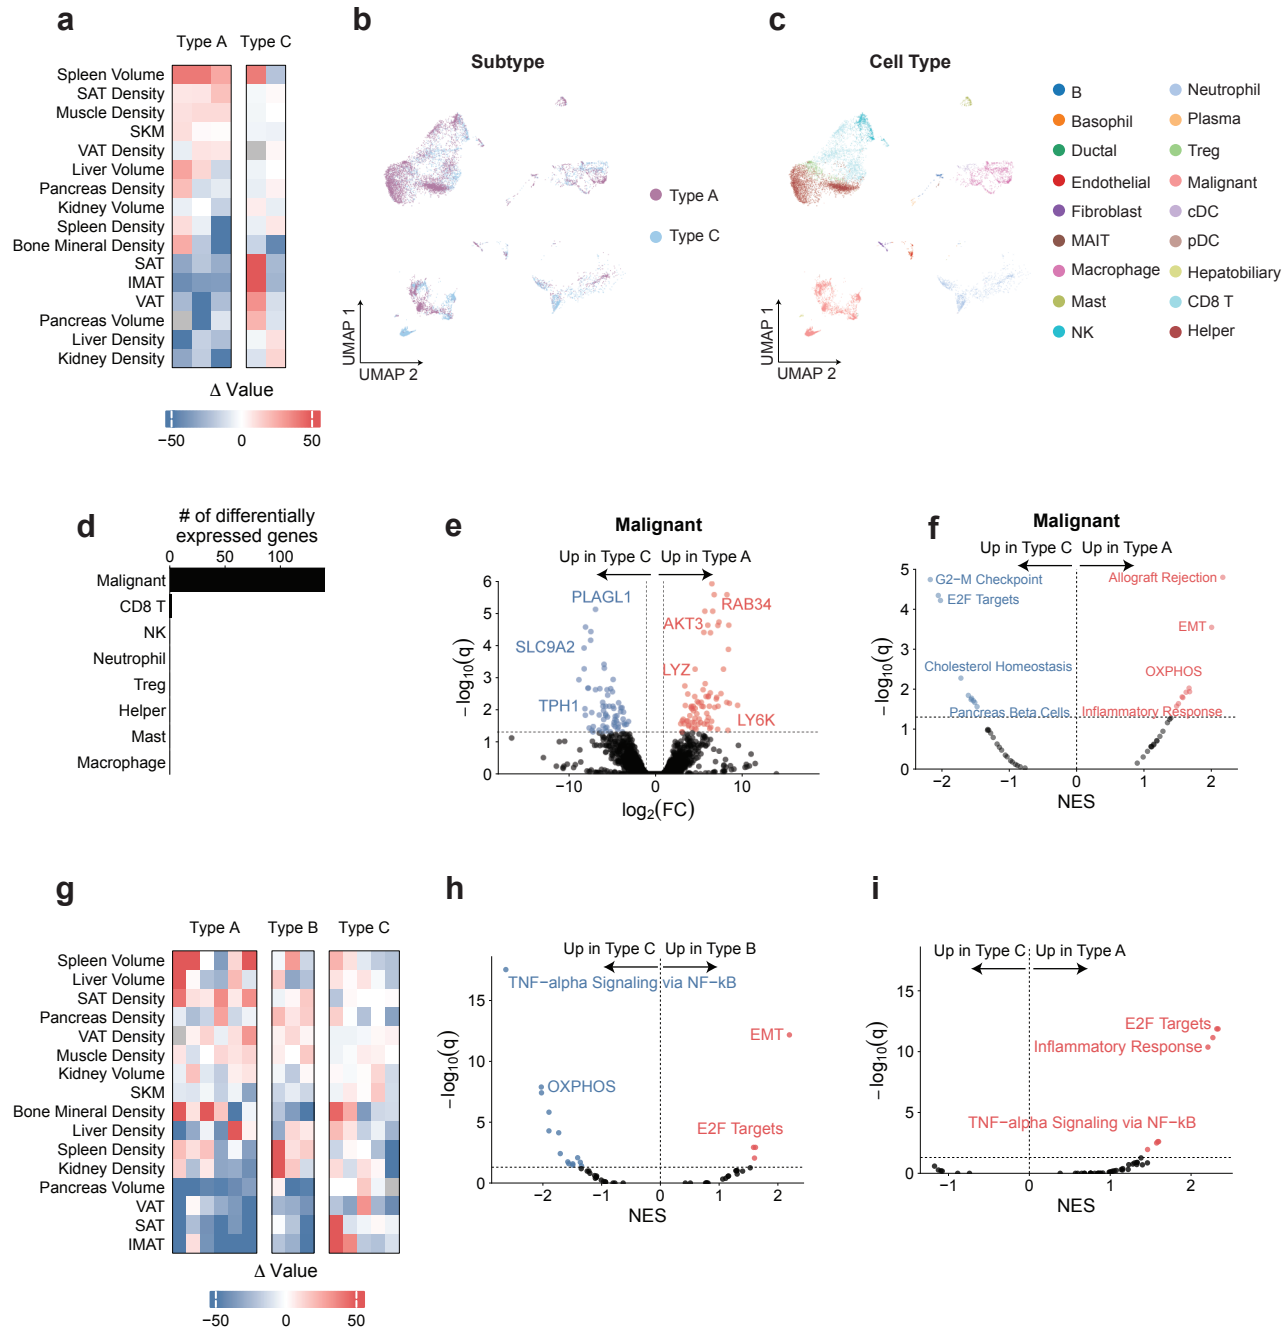 a
Type A
Type C
Spleen Volume
SAT Density
Muscle Density
SKM
VAT Density
Liver Volume
Pancreas Density
Kidney Volume
Spleen Density
Bone Mineral Density
SAT
IMAT
VAT
Pancreas Volume
Liver Density
Kidney Density
Δ Value
−50 0 50
b
Subtype
Type A
Type C
UMAP 1
UMAP 2
c
Cell Type
B
Basophil
Ductal
Endothelial
Fibroblast
MAIT
Macrophage
Mast
NK
Neutrophil
Plasma
Treg
Malignant
cDC
pDC
Hepatobiliary
CD8 T
Helper
UMAP 1
UMAP 2
d
# of differentially
expressed genes
0 50 100
Malignant
CD8 T
NK
Neutrophil
Treg
Helper
Mast
Macrophage
e
Malignant
Up in Type C
Up in Type A
6
5
4
3
2
1
0
−log10(q)
PLAGL1
RAB34
AKT3
SLC9A2
LYZ
TPH1
LY6K
−10 0 10
log2(FC)
f
Malignant
Up in Type C
Up in Type A
5
4
3
2
1
0
−log10(q)
G2−M Checkpoint
Allograft Rejection
E2F Targets
EMT
Cholesterol Homeostasis
OXPHOS
Pancreas Beta Cells
Inflammatory Response
−2 −1 0 1 2
NES
g
Type A
Type B
Type C
Spleen Volume
Liver Volume
SAT Density
Pancreas Density
VAT Density
Muscle Density
Kidney Volume
SKM
Bone Mineral Density
Liver Density
Spleen Density
Kidney Density
Pancreas Volume
VAT
SAT
IMAT
Δ Value
−50 0 50
h
Up in Type C
Up in Type B
15
10
5
0
−log10(q)
TNF−alpha Signaling via NF−kB
EMT
OXPHOS
E2F Targets
−2 −1 0 1 2
NES
i
Up in Type C
Up in Type A
15
10
5
0
−log10(q)
E2F Targets
Inflammatory Response
TNF−alpha Signaling via NF−kB
−1 0 1 2
NES